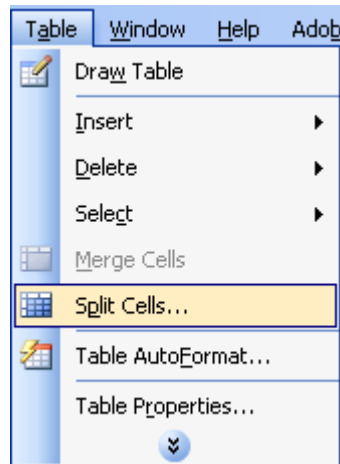 Table Window Help Adob
Draw Table
Insert
Delete
Select
Merge Cells
Split Cells...
Table AutoFormat...
Table Properties...